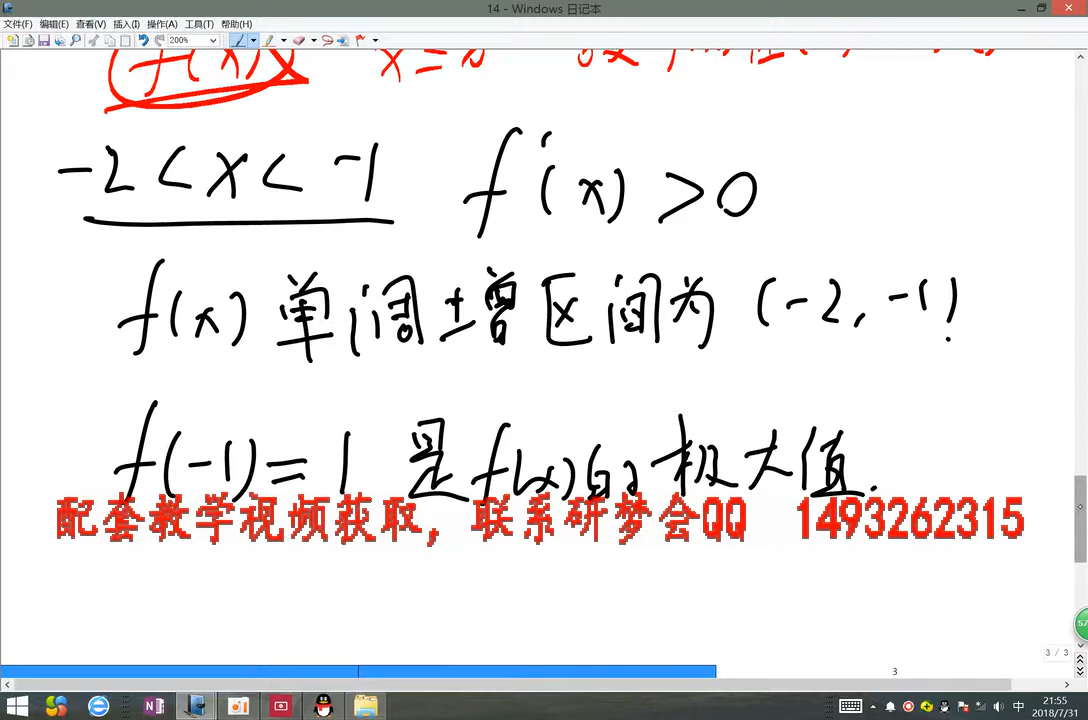 14 - Windows 日记本
文件(F) 编辑(E) 查看(V) 插入(I) 操作(A) 工具(T) 帮助(H)
200%
f(x)
-2 < x < -1 f'(x) > 0
f(x) 单调增区间为 (-2, -1)
f(-1) = 1 是 f(x) 的极大值.
配套教学视频获取，联系研梦会QQ 1493262315
57
3 / 3
3
中
21:55
2018/7/31